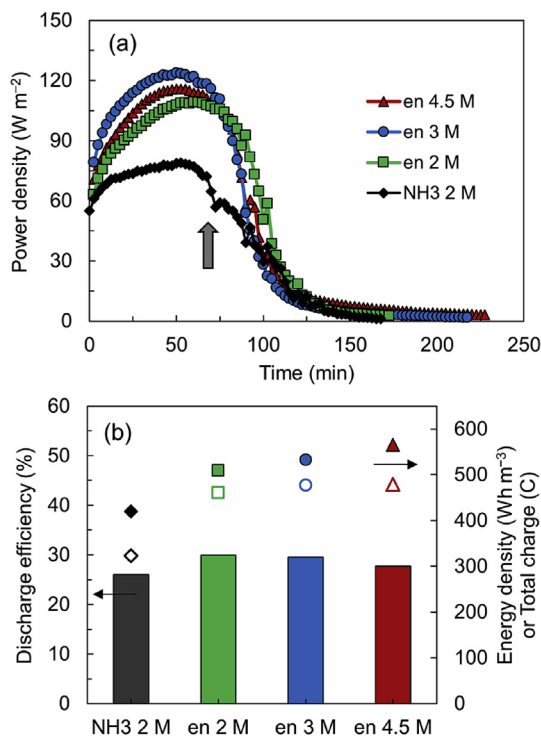 (a)
Power density (W m−2)
150
120
90
60
30
0
en 4.5 M
en 3 M
en 2 M
NH3 2 M
0 50 100 150 200 250
Time (min)
(b)
Discharge efficiency (%)
60
50
40
30
20
10
0
600
500
400
300
200
100
0
Energy density (Wh m−3)
or Total charge (C)
NH3 2 M en 2 M en 3 M en 4.5 M